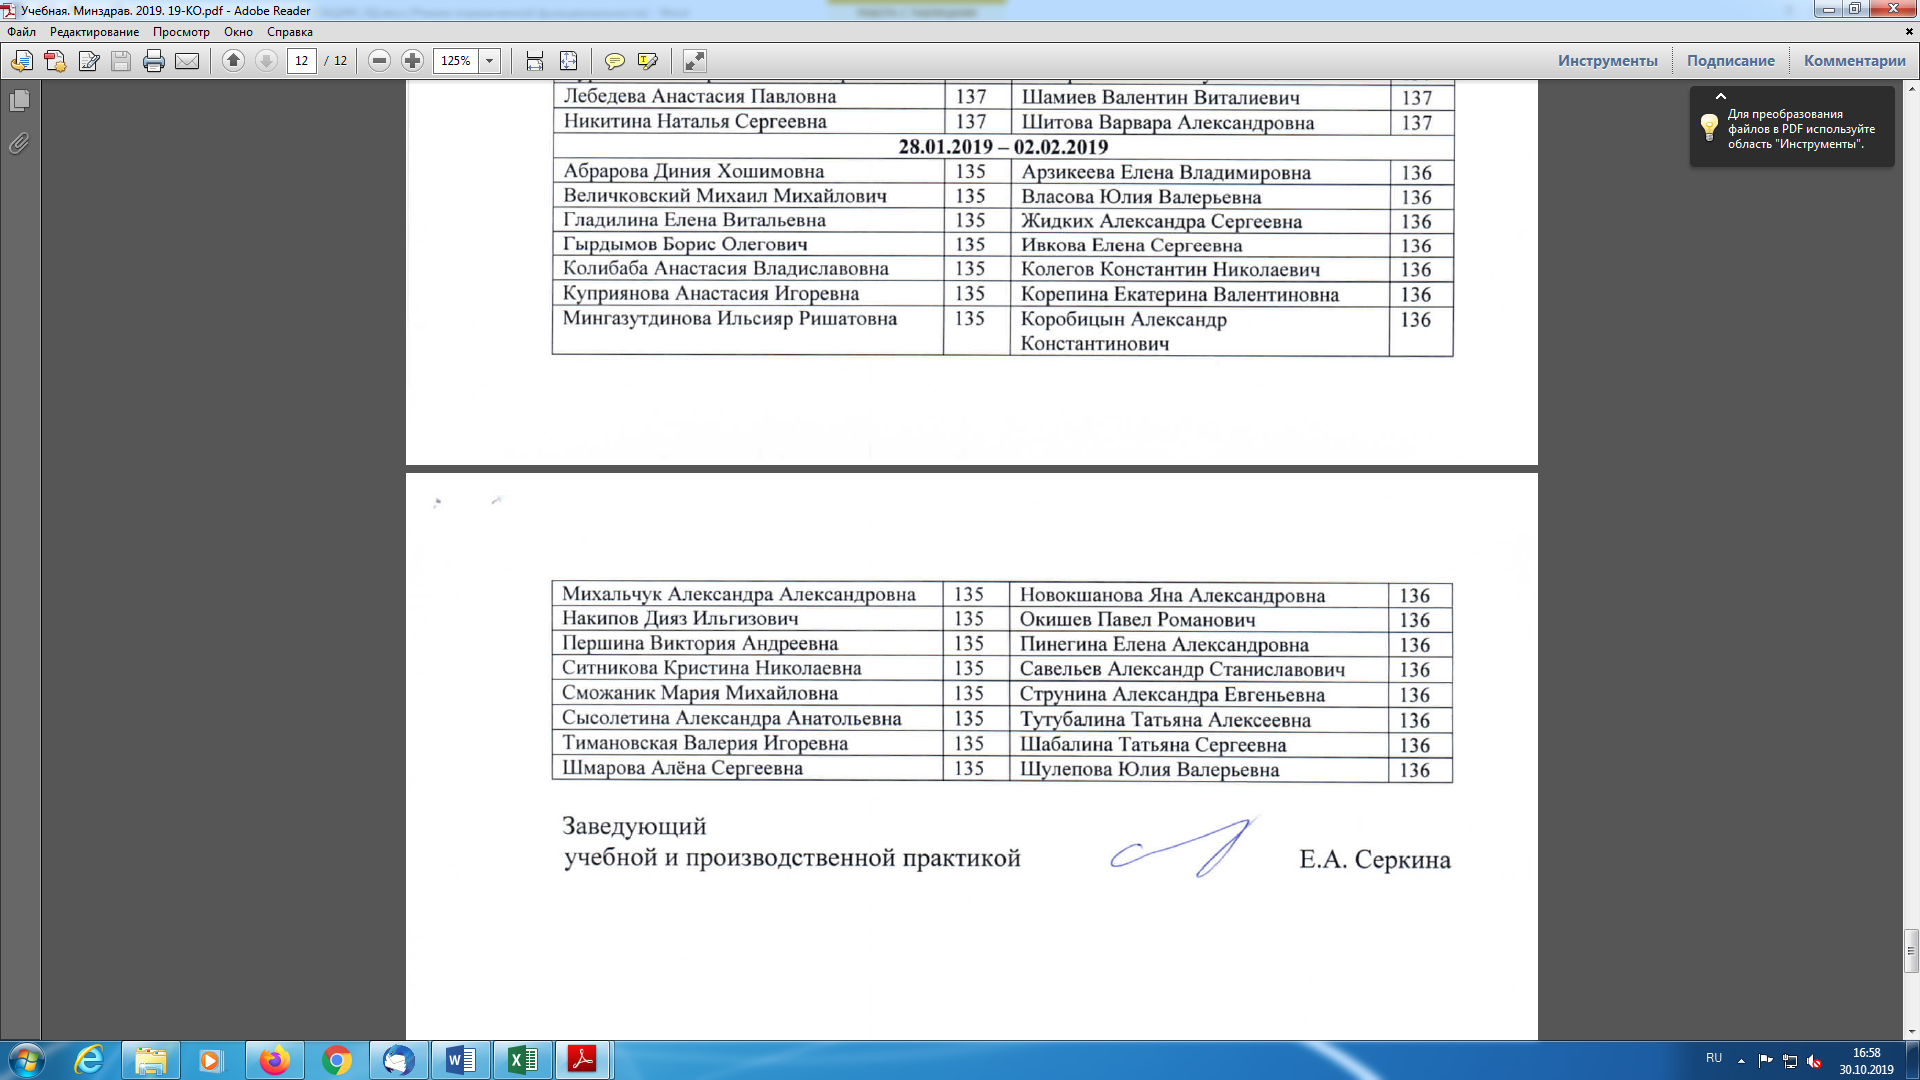 Учебная. Минздрав. 2019. 19-КО.pdf - Adobe Reader
Файл Редактирование Просмотр Окно Справка
12 / 12 125% Инструменты Подписание Комментарии
Для преобразования
файлов в PDF используйте
область "Инструменты".
Лебедева Анастасия Павловна 137 Шамиев Валентин Виталиевич 137
Никитина Наталья Сергеевна 137 Шитова Варвара Александровна 137
28.01.2019 – 02.02.2019
Абрарова Диния Хошимовна 135 Арзикеева Елена Владимировна 136
Величковский Михаил Михайлович 135 Власова Юлия Валерьевна 136
Гладилина Елена Витальевна 135 Жидких Александра Сергеевна 136
Гырдымов Борис Олегович 135 Ивкова Елена Сергеевна 136
Колибаба Анастасия Владиславовна 135 Колегов Константин Николаевич 136
Куприянова Анастасия Игоревна 135 Корепина Екатерина Валентиновна 136
Мингазутдинова Ильсияр Ришатовна 135 Коробицын Александр 136
Константинович
Михальчук Александра Александровна 135 Новокшанова Яна Александровна 136
Накипов Дияз Ильгизович 135 Окишев Павел Романович 136
Першина Виктория Андреевна 135 Пинегина Елена Александровна 136
Ситникова Кристина Николаевна 135 Савельев Александр Станиславович 136
Сможаник Мария Михайловна 135 Струнина Александра Евгеньевна 136
Сысолетина Александра Анатольевна 135 Тутубалина Татьяна Алексеевна 136
Тимановская Валерия Игоревна 135 Шабалина Татьяна Сергеевна 136
Шмарова Алёна Сергеевна 135 Шулепова Юлия Валерьевна 136
Заведующий
учебной и производственной практикой Е.А. Серкина
RU 16:58
30.10.2019